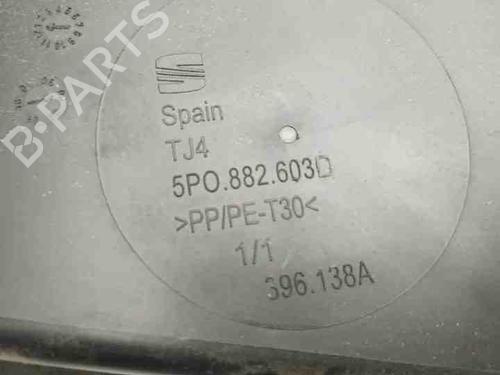 B-PARTS
Spain
TJ4
5P0.882.603D
>PP/PE-T30<
1/1
396.138A